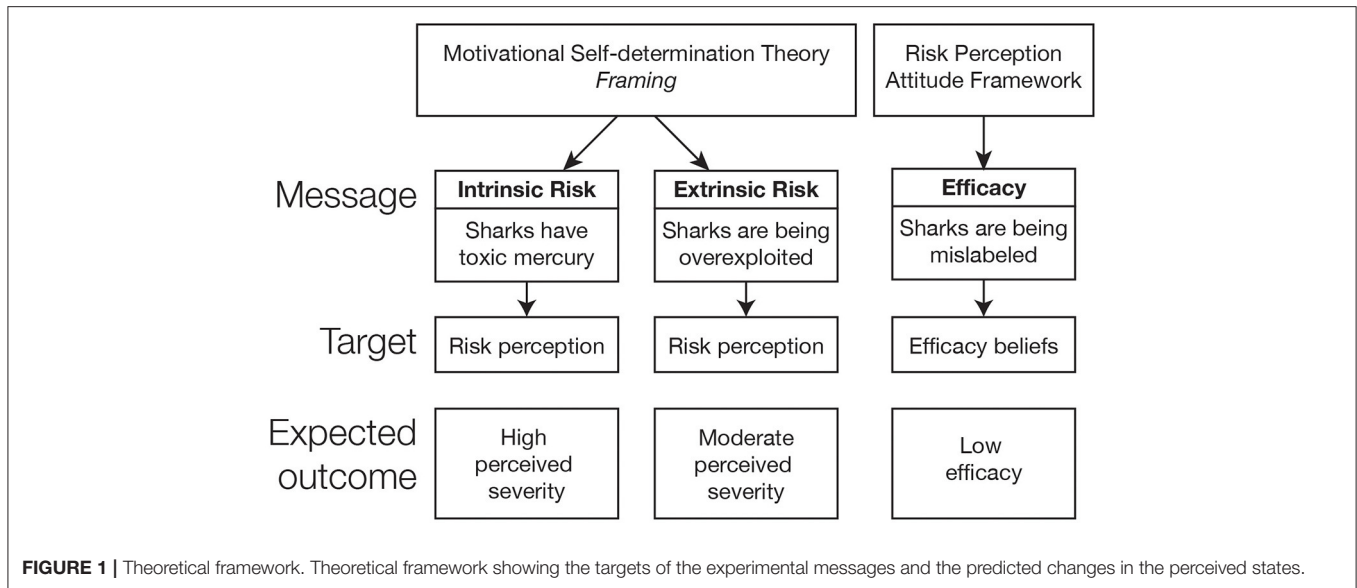 Motivational Self-determination Theory
Framing
Risk Perception
Attitude Framework
Message
Intrinsic Risk
Sharks have
toxic mercury
Extrinsic Risk
Sharks are being
overexploited
Efficacy
Sharks are being
mislabeled
Target
Risk perception
Risk perception
Efficacy beliefs
Expected
outcome
High
perceived
severity
Moderate
perceived
severity
Low
efficacy
FIGURE 1 | Theoretical framework. Theoretical framework showing the targets of the experimental messages and the predicted changes in the perceived states.